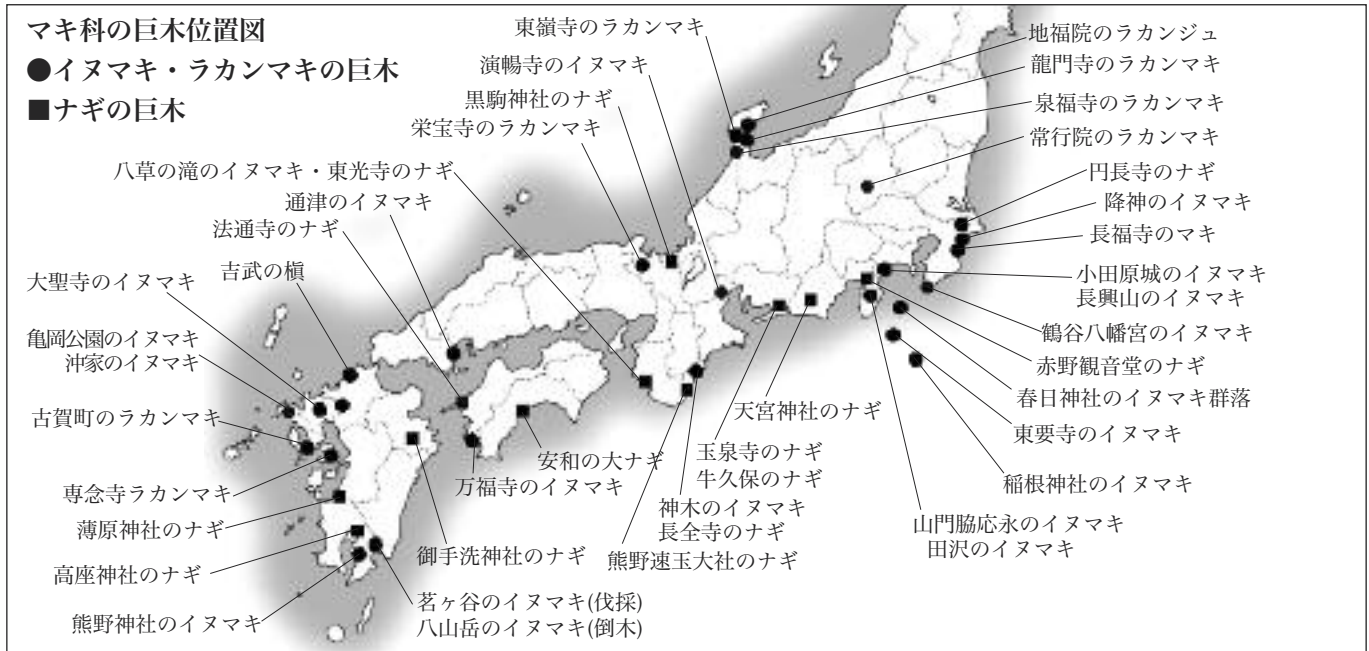 マキ科の巨木位置図
●イヌマキ・ラカンマキの巨木
■ナギの巨木
東嶺寺のラカンマキ
演暢寺のイヌマキ
黒駒神社のナギ
栄宝寺のラカンマキ
八草の滝のイヌマキ・東光寺のナギ
通津のイヌマキ
法通寺のナギ
吉武の槇
大聖寺のイヌマキ
亀岡公園のイヌマキ
沖家のイヌマキ
古賀町のラカンマキ
専念寺ラカンマキ
薄原神社のナギ
高座神社のナギ
熊野神社のイヌマキ
地福院のラカンジュ
龍門寺のラカンマキ
泉福寺のラカンマキ
常行院のラカンマキ
円長寺のナギ
降神のイヌマキ
長福寺のマキ
小田原城のイヌマキ
長興山のイヌマキ
鶴谷八幡宮のイヌマキ
赤野観音堂のナギ
春日神社のイヌマキ群落
東要寺のイヌマキ
稲根神社のイヌマキ
山門脇応永のイヌマキ
田沢のイヌマキ
天宮神社のナギ
玉泉寺のナギ
牛久保のナギ
神木のイヌマキ
長全寺のナギ
熊野速玉大社のナギ
安和の大ナギ
万福寺のイヌマキ
御手洗神社のナギ
茗ヶ谷のイヌマキ(伐採)
八山岳のイヌマキ(倒木)